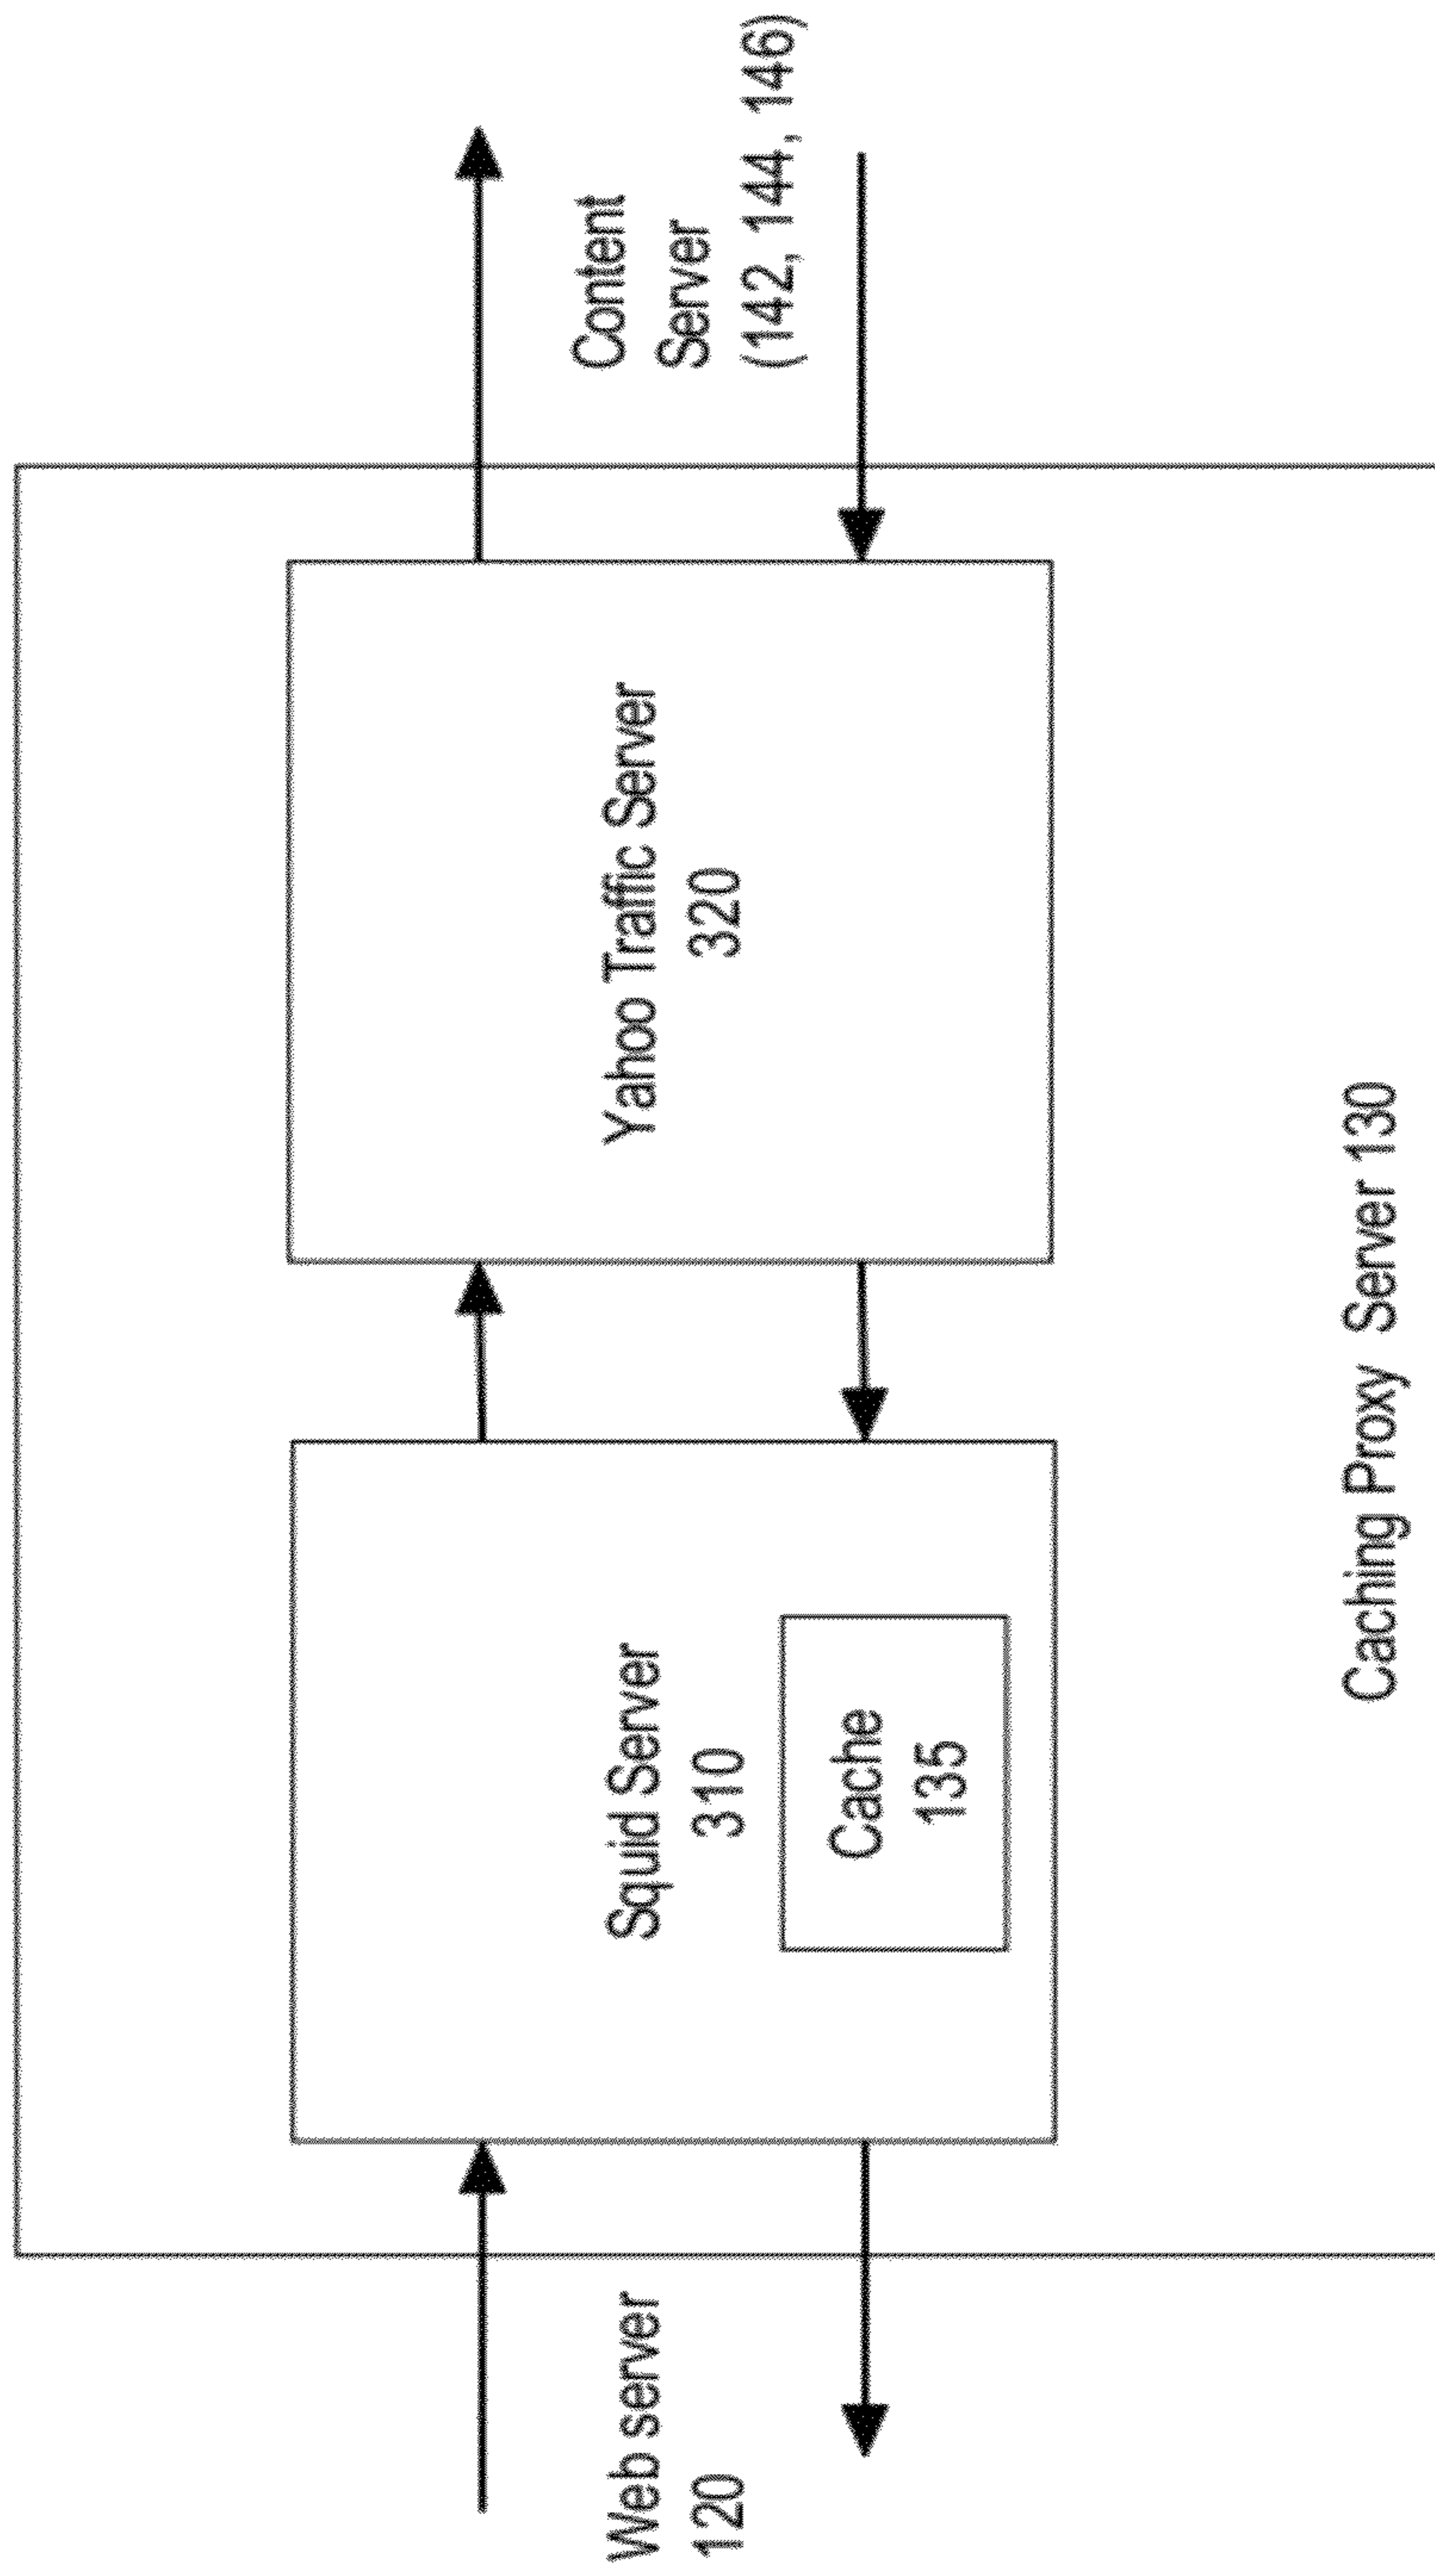 Web server
120
Squid Server
310
Cache
135
Yahoo Traffic Server
320
Content
Server
(142, 144, 146)
Caching Proxy Server 130